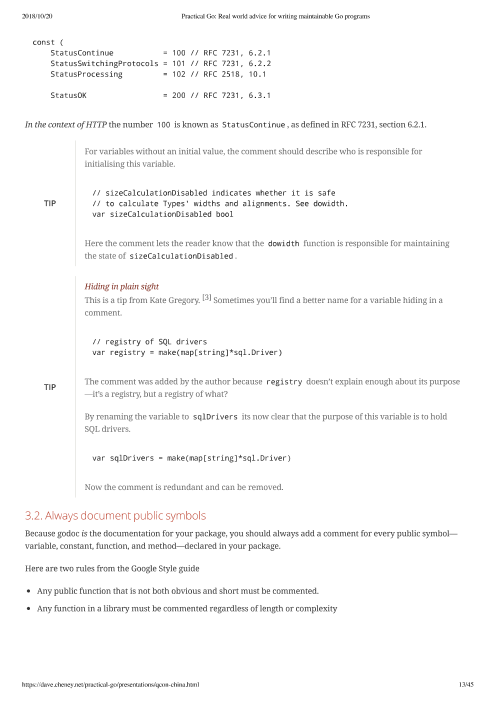 2018/10/20 Practical Go: Real world advice for writing maintainable Go programs
const (
StatusContinue = 100 // RFC 7231, 6.2.1
StatusSwitchingProtocols = 101 // RFC 7231, 6.2.2
StatusProcessing = 102 // RFC 2518, 10.1
StatusOK = 200 // RFC 7231, 6.3.1
In the context of HTTP the number 100 is known as StatusContinue, as defined in RFC 7231, section 6.2.1.
For variables without an initial value, the comment should describe who is responsible for
initialising this variable.
TIP
// sizeCalculationDisabled indicates whether it is safe
// to calculate Types' widths and alignments. See dowidth.
var sizeCalculationDisabled bool
Here the comment lets the reader know that the dowidth function is responsible for maintaining
the state of sizeCalculationDisabled.
Hiding in plain sight
This is a tip from Kate Gregory. [3] Sometimes you'll find a better name for a variable hiding in a
comment.
// registry of SQL drivers
var registry = make(map[string]*sql.Driver)
TIP
The comment was added by the author because registry doesn't explain enough about its purpose
—it's a registry, but a registry of what?
By renaming the variable to sqlDrivers its now clear that the purpose of this variable is to hold
SQL drivers.
var sqlDrivers = make(map[string]*sql.Driver)
Now the comment is redundant and can be removed.
3.2. Always document public symbols
Because godoc is the documentation for your package, you should always add a comment for every public symbol—
variable, constant, function, and method—declared in your package.
Here are two rules from the Google Style guide
• Any public function that is not both obvious and short must be commented.
• Any function in a library must be commented regardless of length or complexity
https://dave.cheney.net/practical-go/presentations/qcon-china.html 13/45